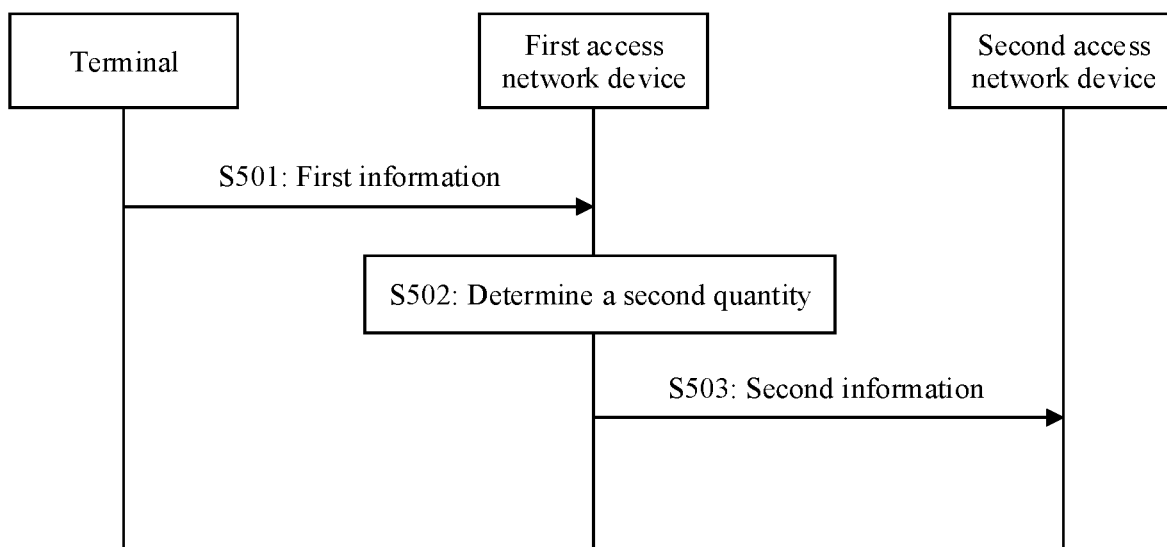 Terminal
First access
network device
Second access
network device
S501: First information
S502: Determine a second quantity
S503: Second information